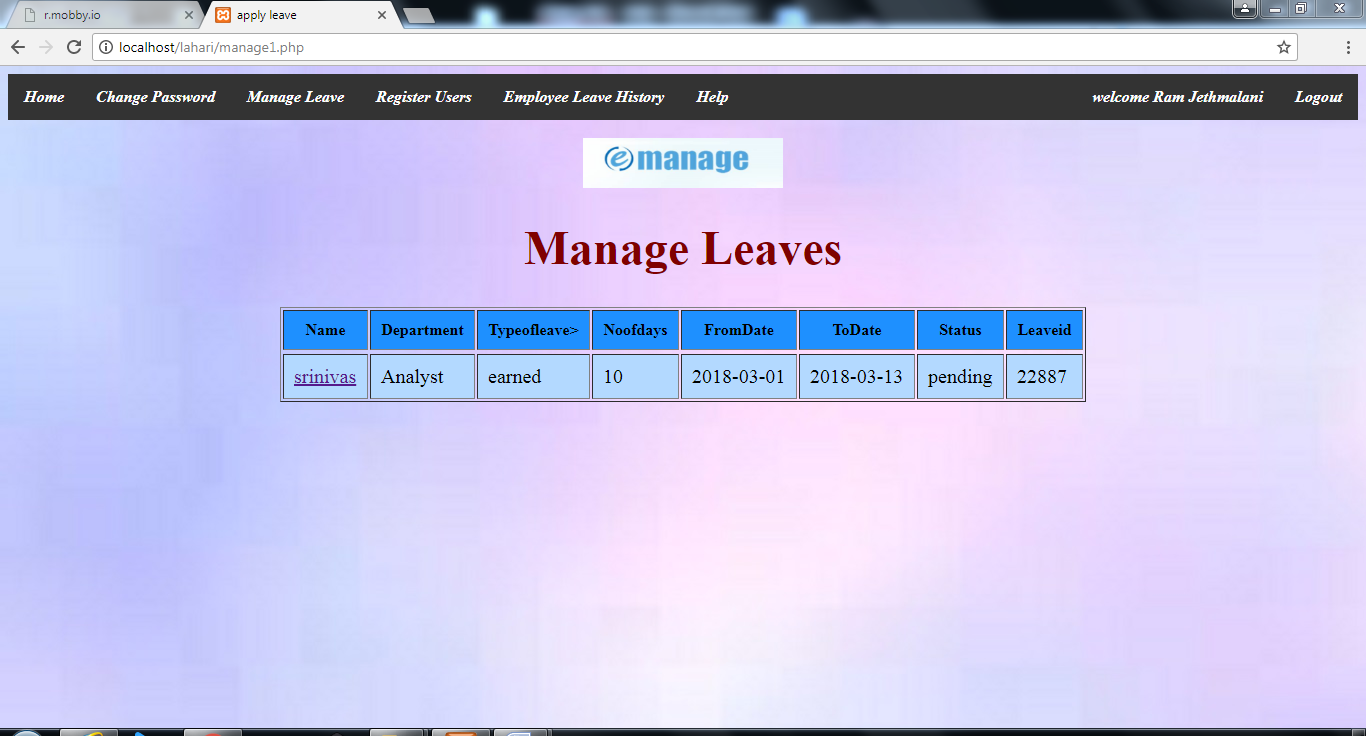 r.mobby.io apply leave
localhost/lahari/manage1.php
Home Change Password Manage Leave Register Users Employee Leave History Help welcome Ram Jethmalani Logout
e manage
Manage Leaves
Name Department Typeofleave> Noofdays FromDate ToDate Status Leaveid
srinivas Analyst earned 10 2018-03-01 2018-03-13 pending 22887